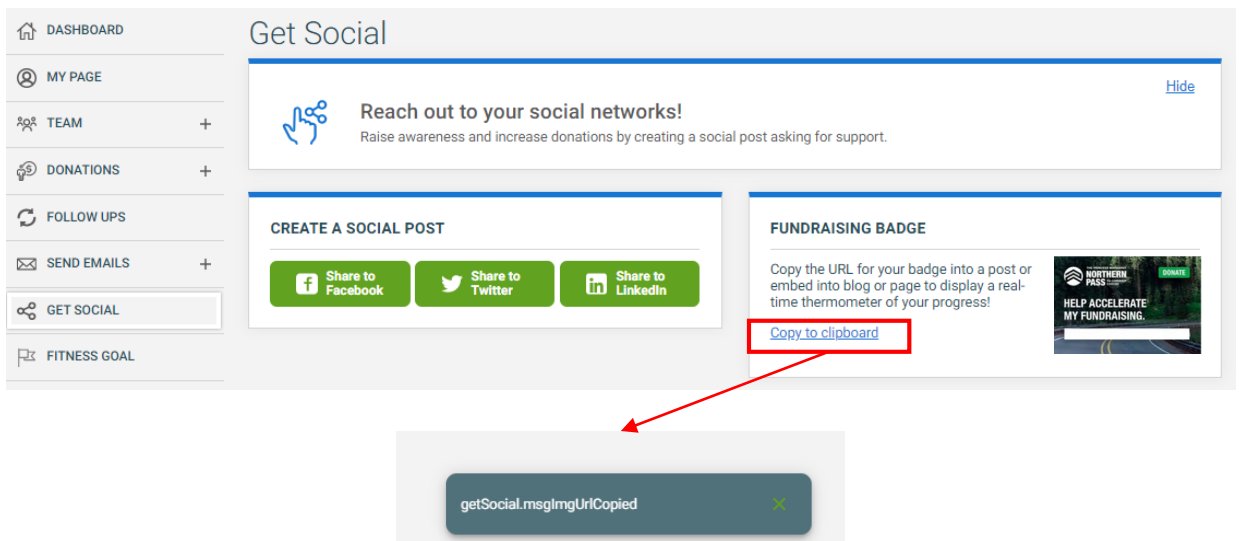 DASHBOARD
MY PAGE
TEAM
DONATIONS
FOLLOW UPS
SEND EMAILS
GET SOCIAL
FITNESS GOAL
Get Social
Hide
Reach out to your social networks!
Raise awareness and increase donations by creating a social post asking for support.
CREATE A SOCIAL POST
Share to
Facebook
Share to
Twitter
Share to
LinkedIn
FUNDRAISING BADGE
Copy the URL for your badge into a post or
embed into blog or page to display a real-
time thermometer of your progress!
Copy to clipboard
NORTHERN
PASS
DONATE
HELP ACCELERATE
MY FUNDRAISING.
getSocial.msgImgUrlCopied